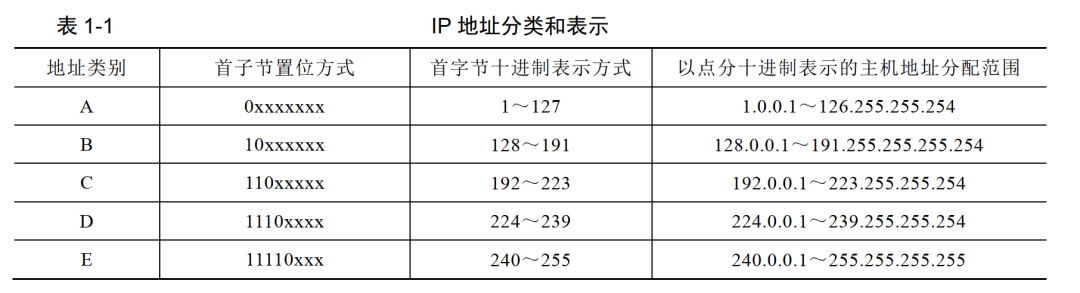 表 1-1 IP 地址分类和表示
地址类别 首子节置位方式 首字节十进制表示方式 以点分十进制表示的主机地址分配范围
A 0xxxxxxx 1～127 1.0.0.1～126.255.255.254
B 10xxxxxx 128～191 128.0.0.1～191.255.255.255.254
C 110xxxxx 192～223 192.0.0.1～223.255.255.254
D 1110xxxx 224～239 224.0.0.1～239.255.255.254
E 11110xxx 240～255 240.0.0.1～255.255.255.255